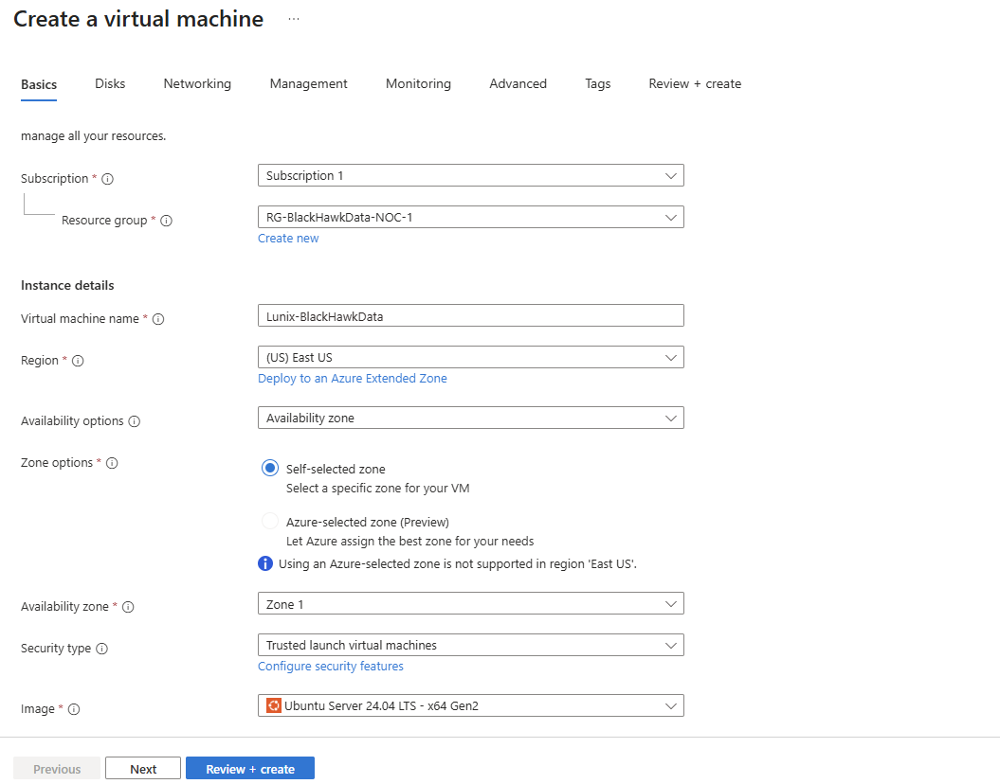 Create a virtual machine ...
Basics Disks Networking Management Monitoring Advanced Tags Review + create
manage all your resources.
Subscription * Subscription 1
Resource group * RG-BlackHawkData-NOC-1
Create new
Instance details
Virtual machine name * Lunix-BlackHawkData
Region * (US) East US
Deploy to an Azure Extended Zone
Availability options Availability zone
Zone options * Self-selected zone
Select a specific zone for your VM
Azure-selected zone (Preview)
Let Azure assign the best zone for your needs
Using an Azure-selected zone is not supported in region 'East US'.
Availability zone * Zone 1
Security type Trusted launch virtual machines
Configure security features
Image * Ubuntu Server 24.04 LTS - x64 Gen2
Previous Next Review + create